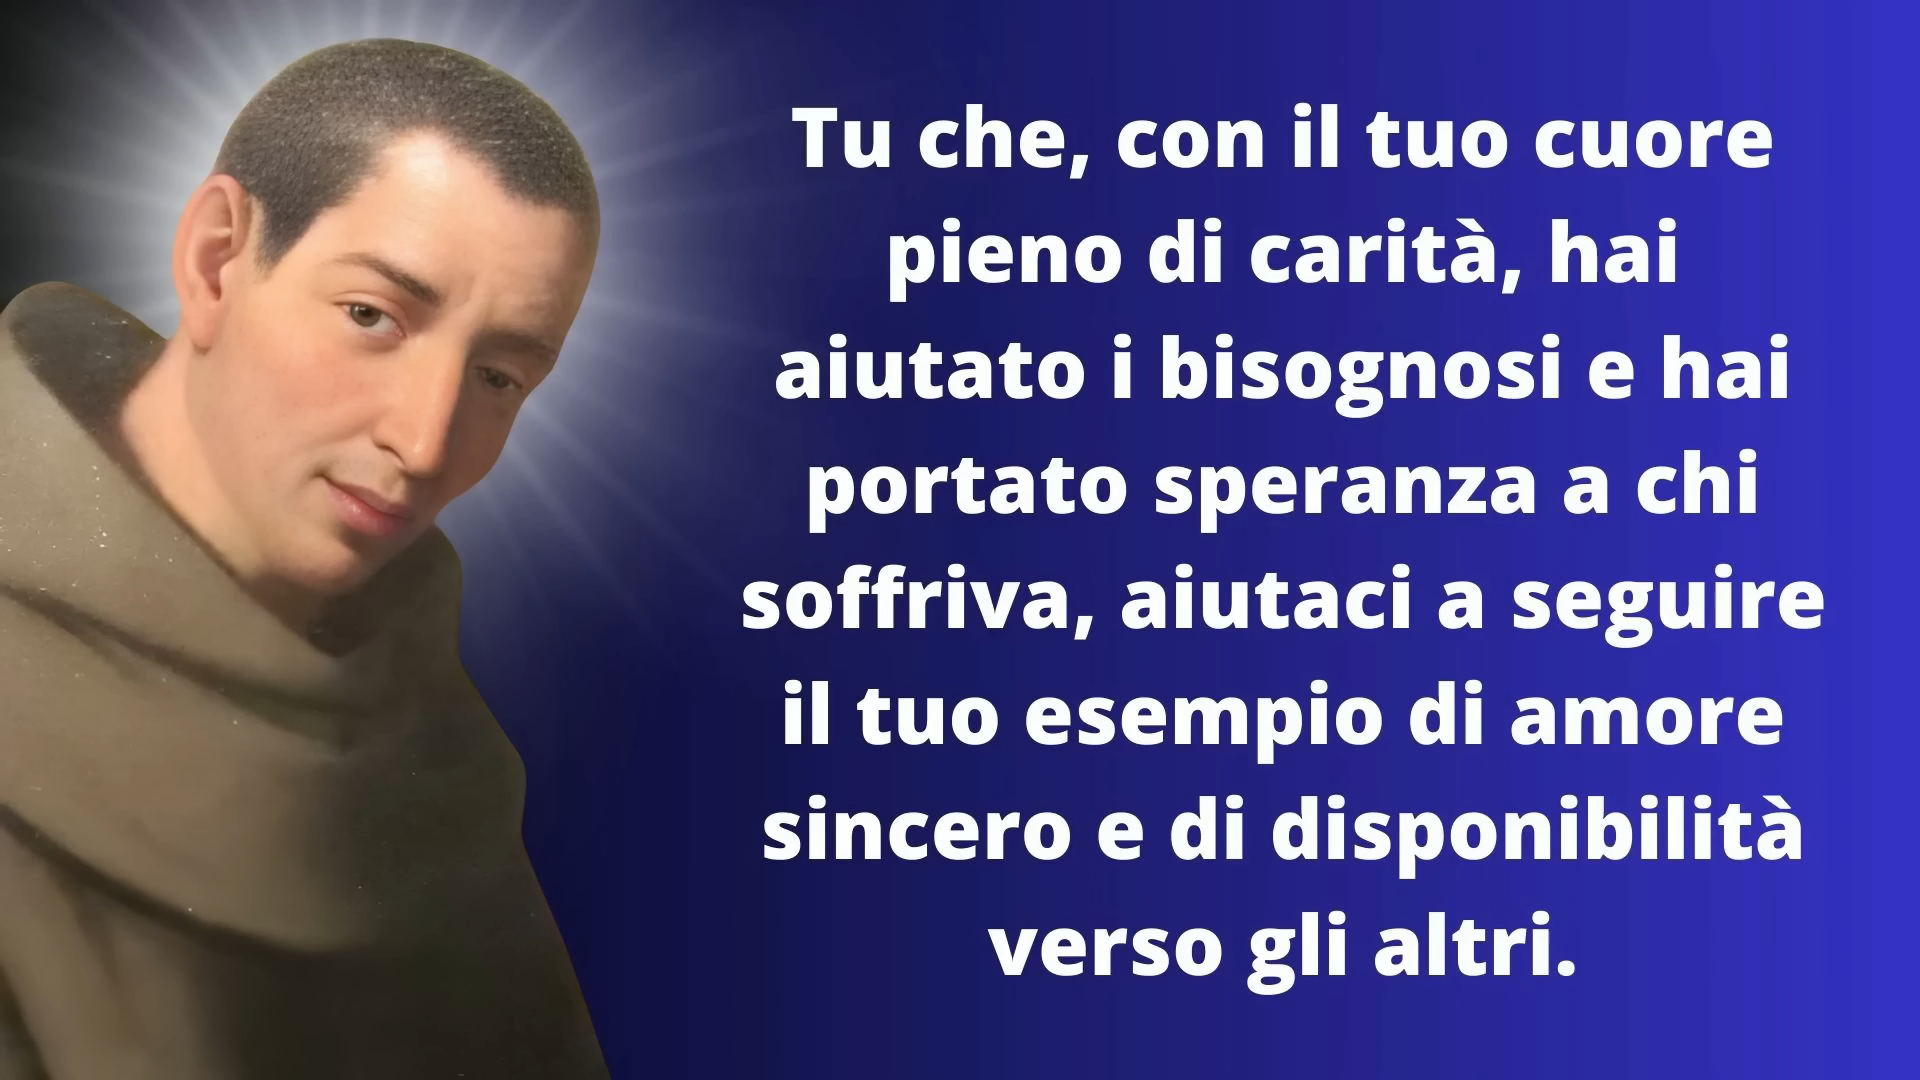 Tu che, con il tuo cuore
pieno di carità, hai
aiutato i bisognosi e hai
portato speranza a chi
soffriva, aiutaci a seguire
il tuo esempio di amore
sincero e di disponibilità
verso gli altri.